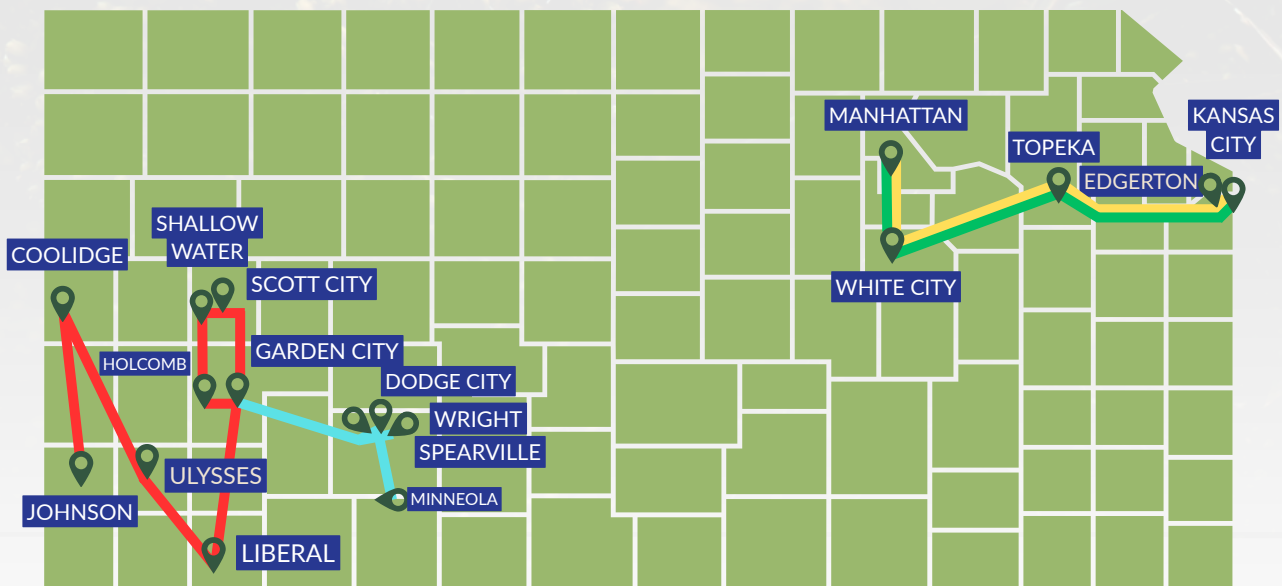 MANHATTAN
KANSAS
CITY
TOPEKA
EDGERTON
SHALLOW
WATER
COOLIDGE
SCOTT CITY
WHITE CITY
GARDEN CITY
HOLCOMB
DODGE CITY
WRIGHT
SPEARVILLE
ULYSSES
MINNEOLA
JOHNSON
LIBERAL